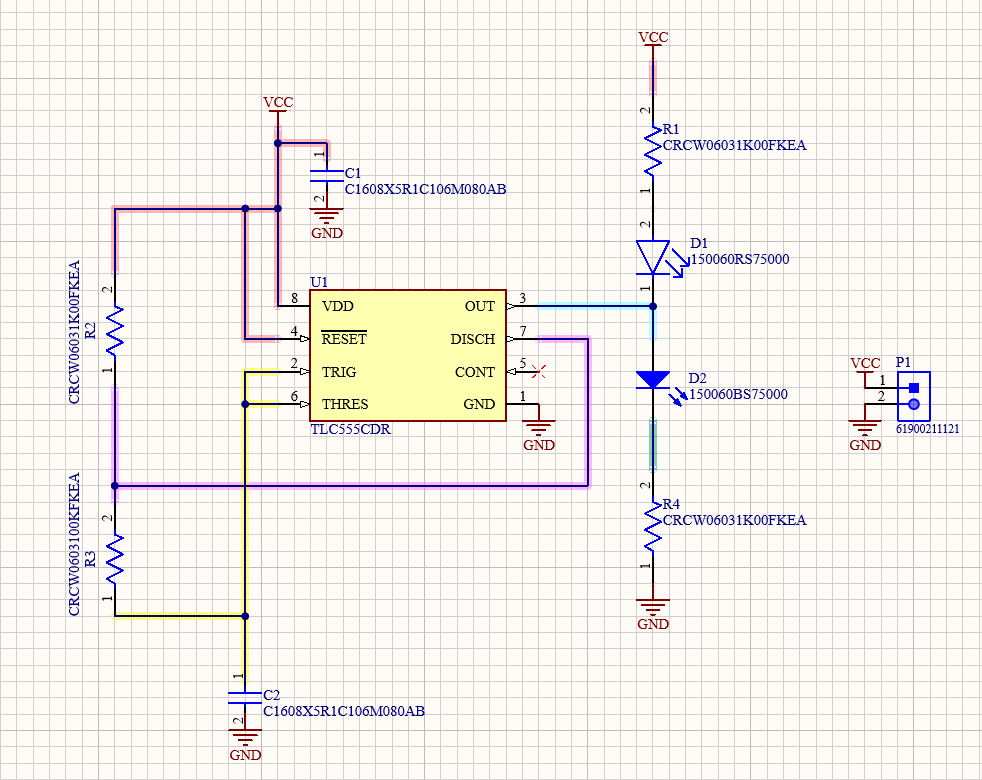 VCC
2
R1
CRCW06031K00FKEA
1
VCC
1
C1
C1608X5R1C106M080AB
2
GND
2
D1
150060RS75000
1
2
R2
CRCW06031K00FKEA
1
U1
8 VDD OUT 3
4 RESET DISCH 7
2 TRIG CONT 5
6 THRES GND 1
TLC555CDR
GND
D2
150060BS75000
VCC
P1
1
2
GND
61900211121
2
R3
CRCW0603100KFKEA
1
2
R4
CRCW06031K00FKEA
1
GND
1
C2
C1608X5R1C106M080AB
2
GND